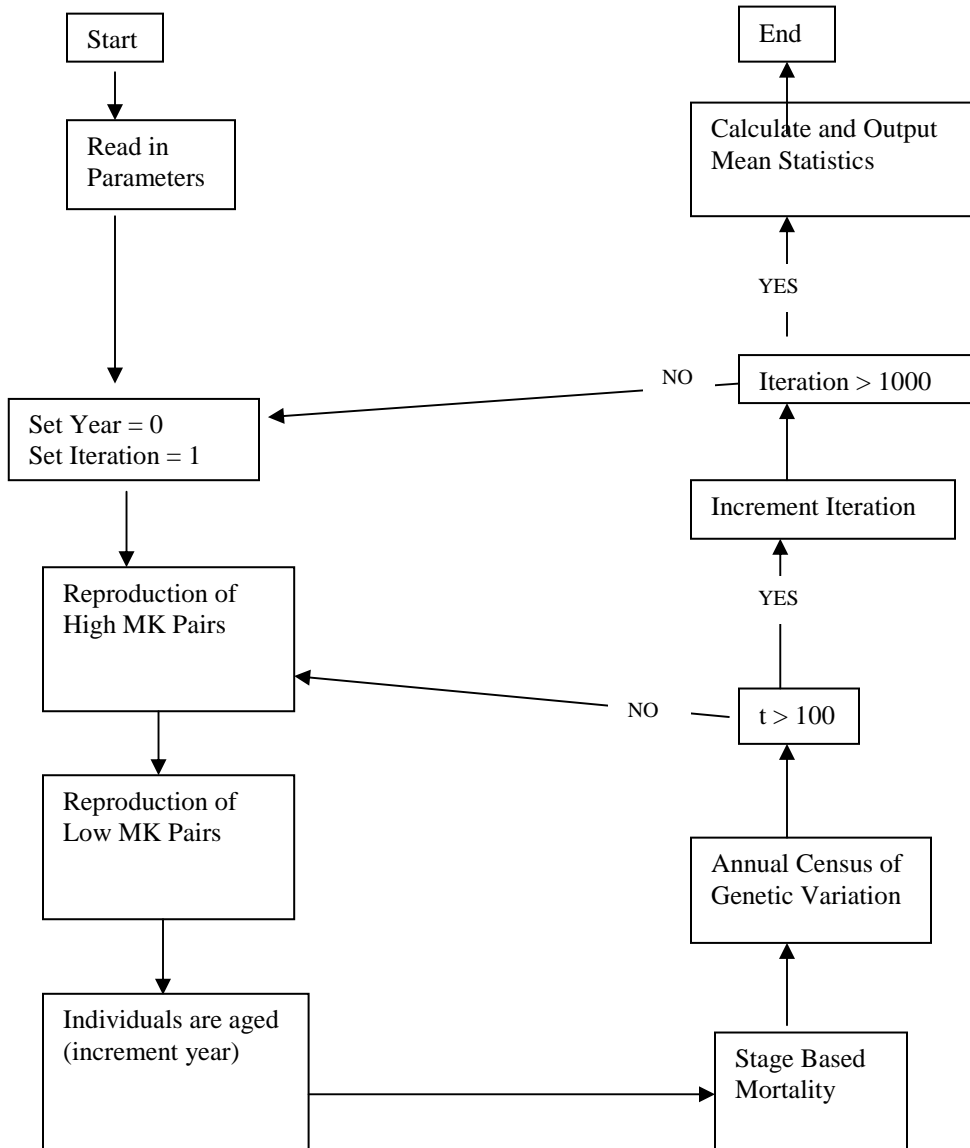 Start
Read in
Parameters
Set Year = 0
Set Iteration = 1
Reproduction of
High MK Pairs
Reproduction of
Low MK Pairs
Individuals are aged
(increment year)
Stage Based
Mortality
Annual Census of
Genetic Variation
t > 100
NO
YES
Increment Iteration
Iteration > 1000
NO
YES
Calculate and Output
Mean Statistics
End